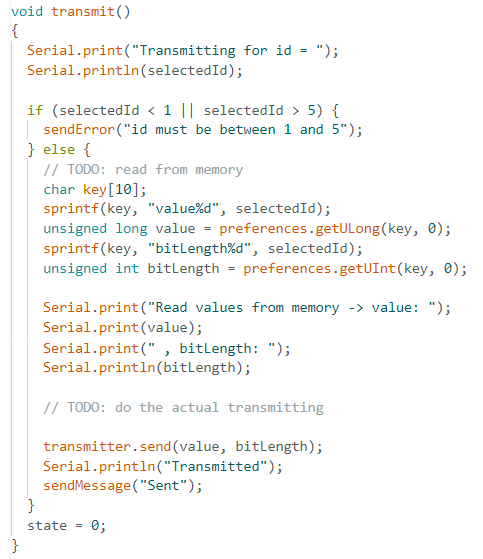 void transmit()
{
  Serial.print("Transmitting for id = ");
  Serial.println(selectedId);

  if (selectedId < 1 || selectedId > 5) {
    sendError("id must be between 1 and 5");
  } else {
    // TODO: read from memory
    char key[10];
    sprintf(key, "value%d", selectedId);
    unsigned long value = preferences.getULong(key, 0);
    sprintf(key, "bitLength%d", selectedId);
    unsigned int bitLength = preferences.getUInt(key, 0);

    Serial.print("Read values from memory -> value: ");
    Serial.print(value);
    Serial.print(" , bitLength: ");
    Serial.println(bitLength);

    // TODO: do the actual transmitting

    transmitter.send(value, bitLength);
    Serial.println("Transmitted");
    sendMessage("Sent");
  }
  state = 0;
}